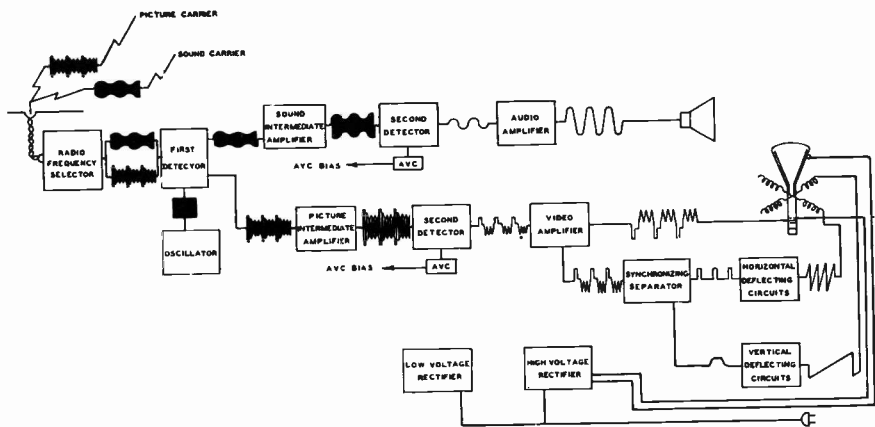 PICTURE CARRIER
SOUND CARRIER
RADIO
FREQUENCY
SELECTOR
FIRST
DETECTOR
OSCILLATOR
SOUND
INTERMEDIATE
AMPLIFIER
SECOND
DETECTOR
AVC BIAS
AVC
AUDIO
AMPLIFIER
PICTURE
INTERMEDIATE
AMPLIFIER
SECOND
DETECTOR
AVC BIAS
AVC
VIDEO
AMPLIFIER
SYNCHRONIZING
SEPARATOR
HORIZONTAL
DEFLECTING
CIRCUITS
VERTICAL
DEFLECTING
CIRCUITS
LOW VOLTAGE
RECTIFIER
HIGH VOLTAGE
RECTIFIER